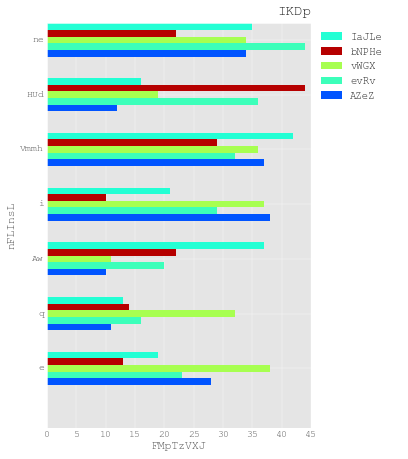 IKDp
IaJLe
bNPHe
vWGX
evRv
AZeZ
nFLInsL
ne
HUd
Vmmh
i
Aw
q
e
0 5 10 15 20 25 30 35 40 45
FMpTzVXJ